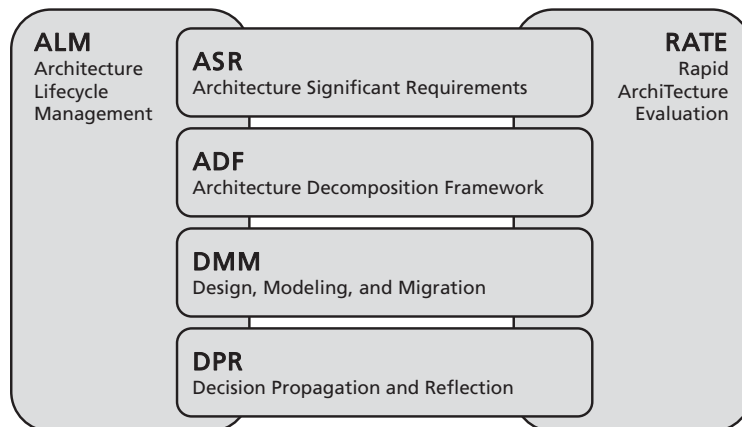 ALM
Architecture
Lifecycle
Management
ASR
Architecture Significant Requirements
ADF
Architecture Decomposition Framework
DMM
Design, Modeling, and Migration
DPR
Decision Propagation and Reflection
RATE
Rapid
ArchiTecture
Evaluation